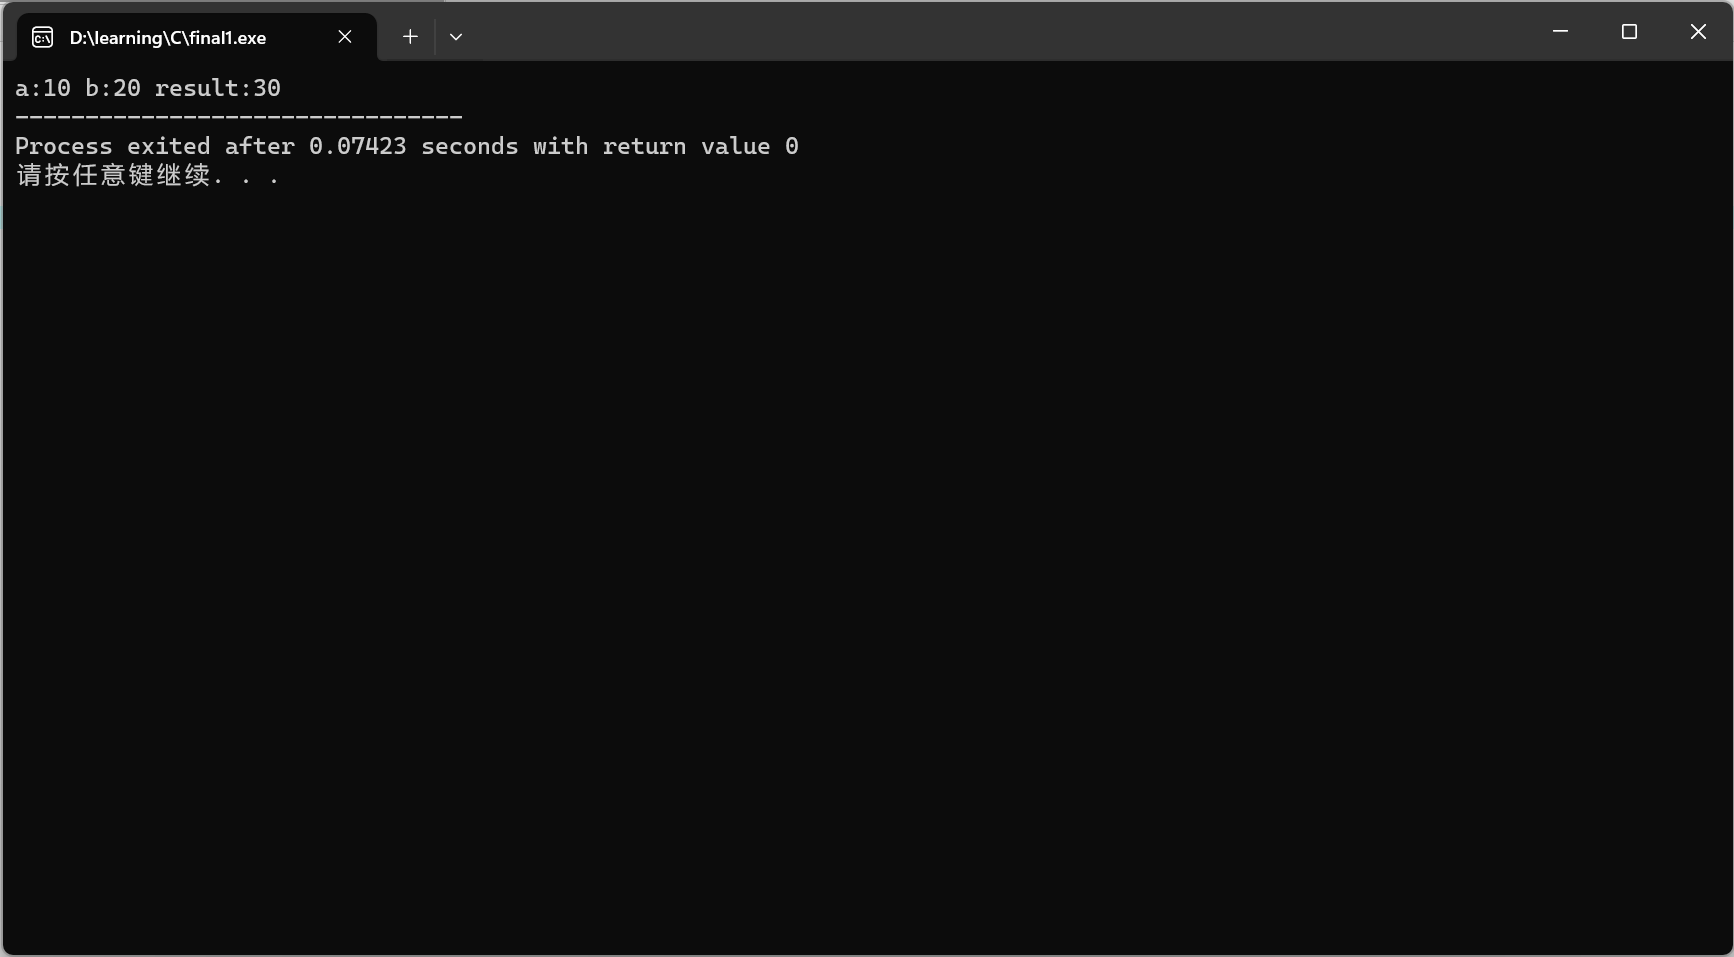 D:\learning\C\final1.exe
a:10 b:20 result:30
--------------------------------
Process exited after 0.07423 seconds with return value 0
请按任意键继续. . .